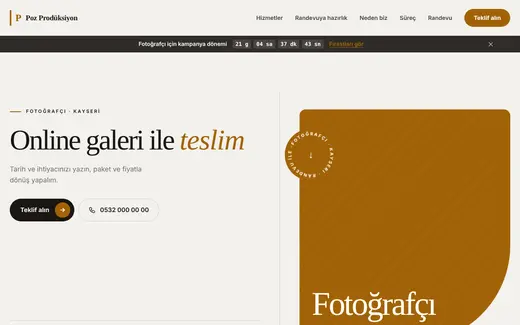 P Poz Prodüksiyon
Hizmetler Randevuya hazırlık Neden biz Süreç Randevu Teklif alın
Fotoğrafçı için kampanya dönemi 21 g 04 sa 37 dk 43 sn Fırsatları gör ×
FOTOĞRAFÇI · KAYSERİ
Online galeri ile teslim
Tarih ve ihtiyacınızı yazın, paket ve fiyatla
dönüş yapalım.
Teklif alın → 0532 000 00 00
FOTOĞRAFÇI · KAYSERİ · RANDEVU İLE ·
↓
Fotoğrafçı